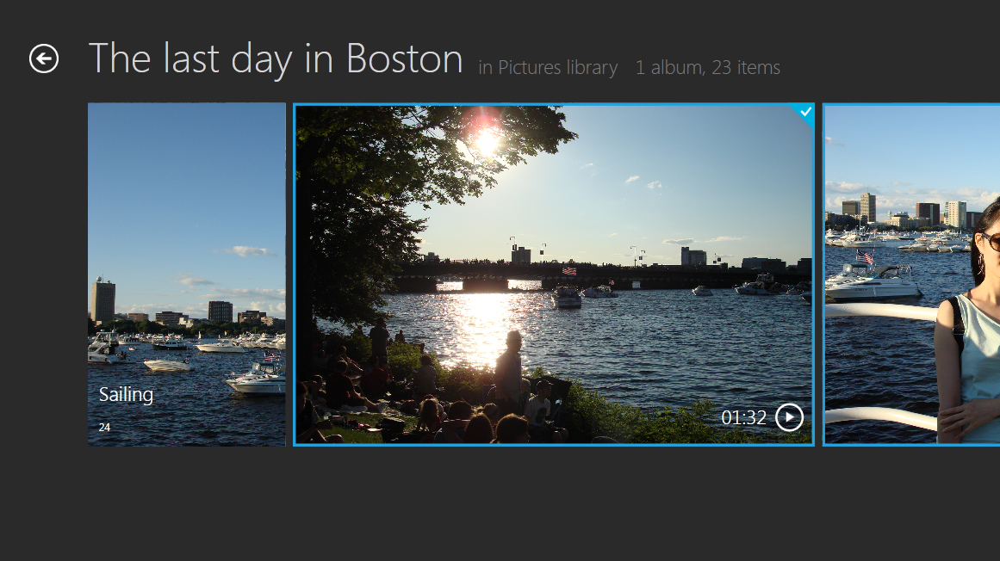 The last day in Boston in Pictures library 1 album, 23 items
Sailing
24
01:32